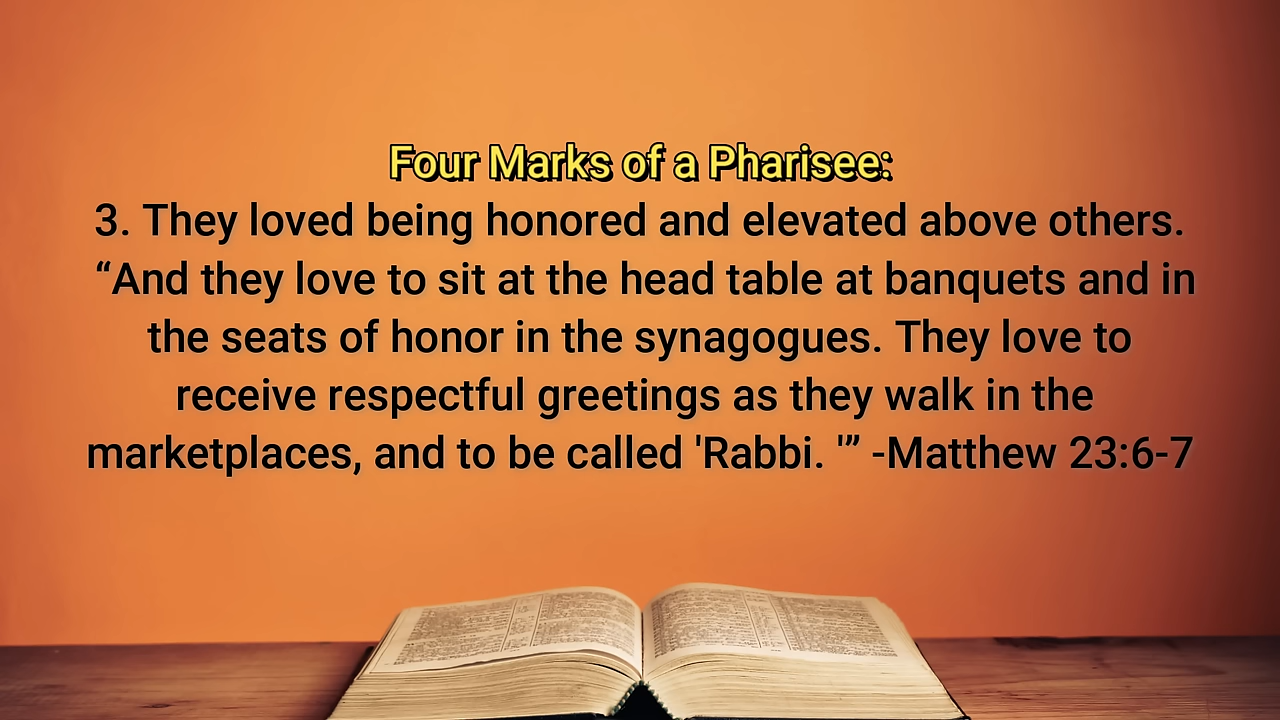 Four Marks of a Pharisee:
3. They loved being honored and elevated above others.
“And they love to sit at the head table at banquets and in
the seats of honor in the synagogues. They love to
receive respectful greetings as they walk in the
marketplaces, and to be called 'Rabbi. '” -Matthew 23:6-7